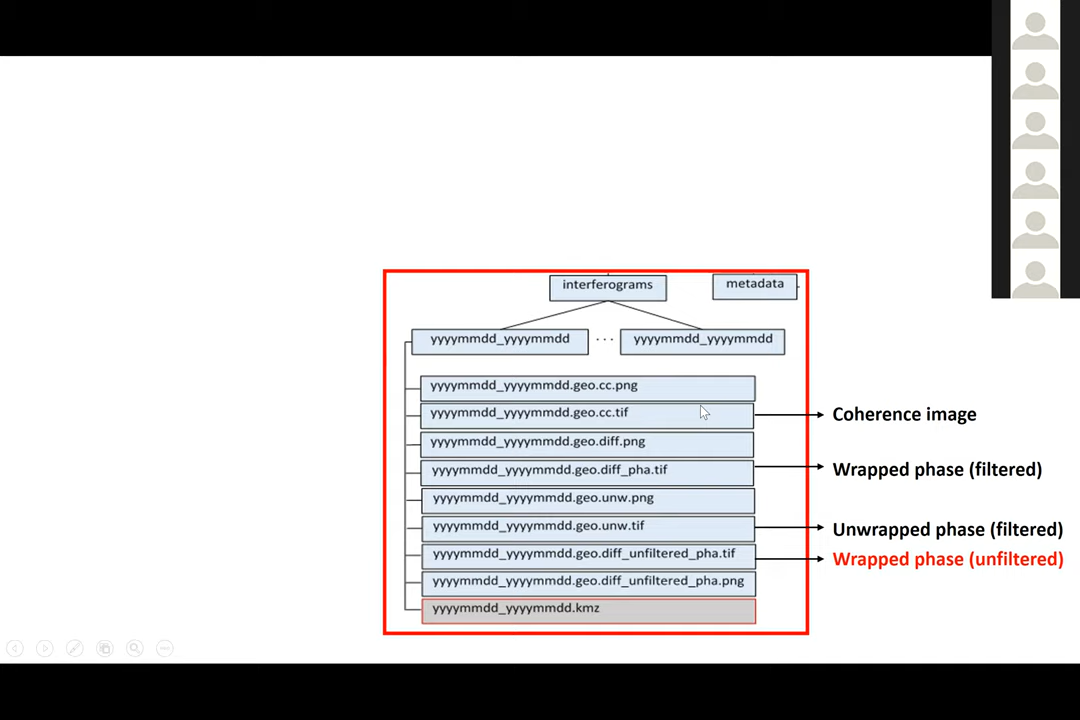 interferograms
metadata
yyyymmdd_yyyymmdd
...
yyyymmdd_yyyymmdd
yyyymmdd_yyyymmdd.geo.cc.png
yyyymmdd_yyyymmdd.geo.cc.tif
Coherence image
yyyymmdd_yyyymmdd.geo.diff.png
yyyymmdd_yyyymmdd.geo.diff_pha.tif
Wrapped phase (filtered)
yyyymmdd_yyyymmdd.geo.unw.png
yyyymmdd_yyyymmdd.geo.unw.tif
Unwrapped phase (filtered)
yyyymmdd_yyyymmdd.geo.diff_unfiltered_pha.tif
Wrapped phase (unfiltered)
yyyymmdd_yyyymmdd.geo.diff_unfiltered_pha.png
yyyymmdd_yyyymmdd.kmz